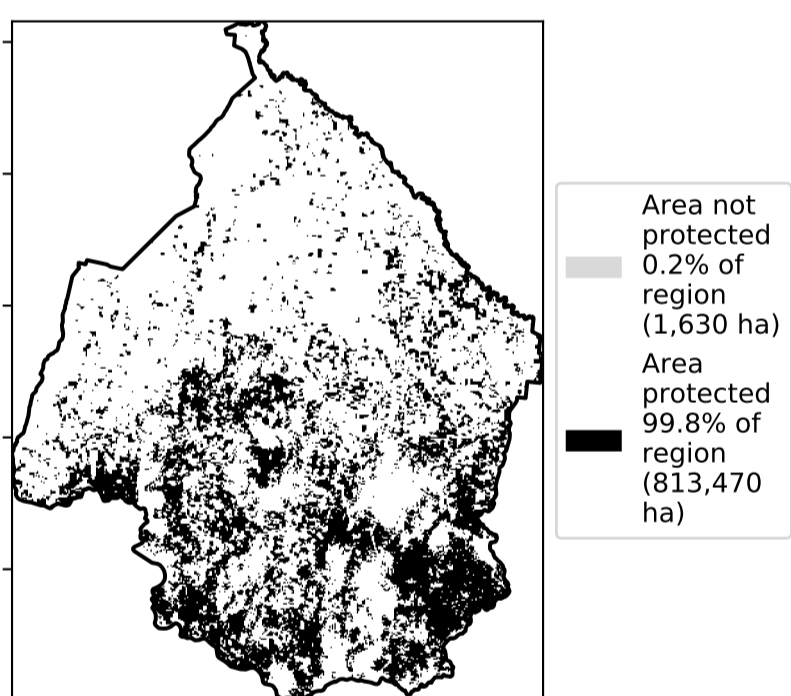 Area not
protected
0.2% of
region
(1,630 ha)
Area
protected
99.8% of
region
(813,470
ha)